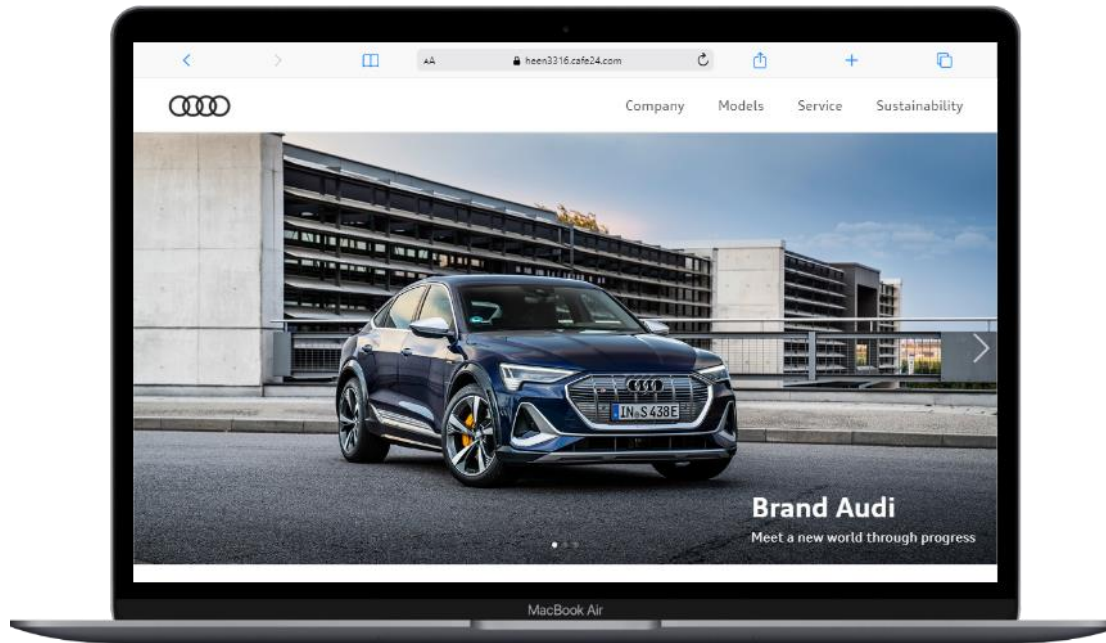 AA
heen3316.cafe24.com
Company Models Service Sustainability
IN S 438E
Brand Audi
Meet a new world through progress
MacBook Air